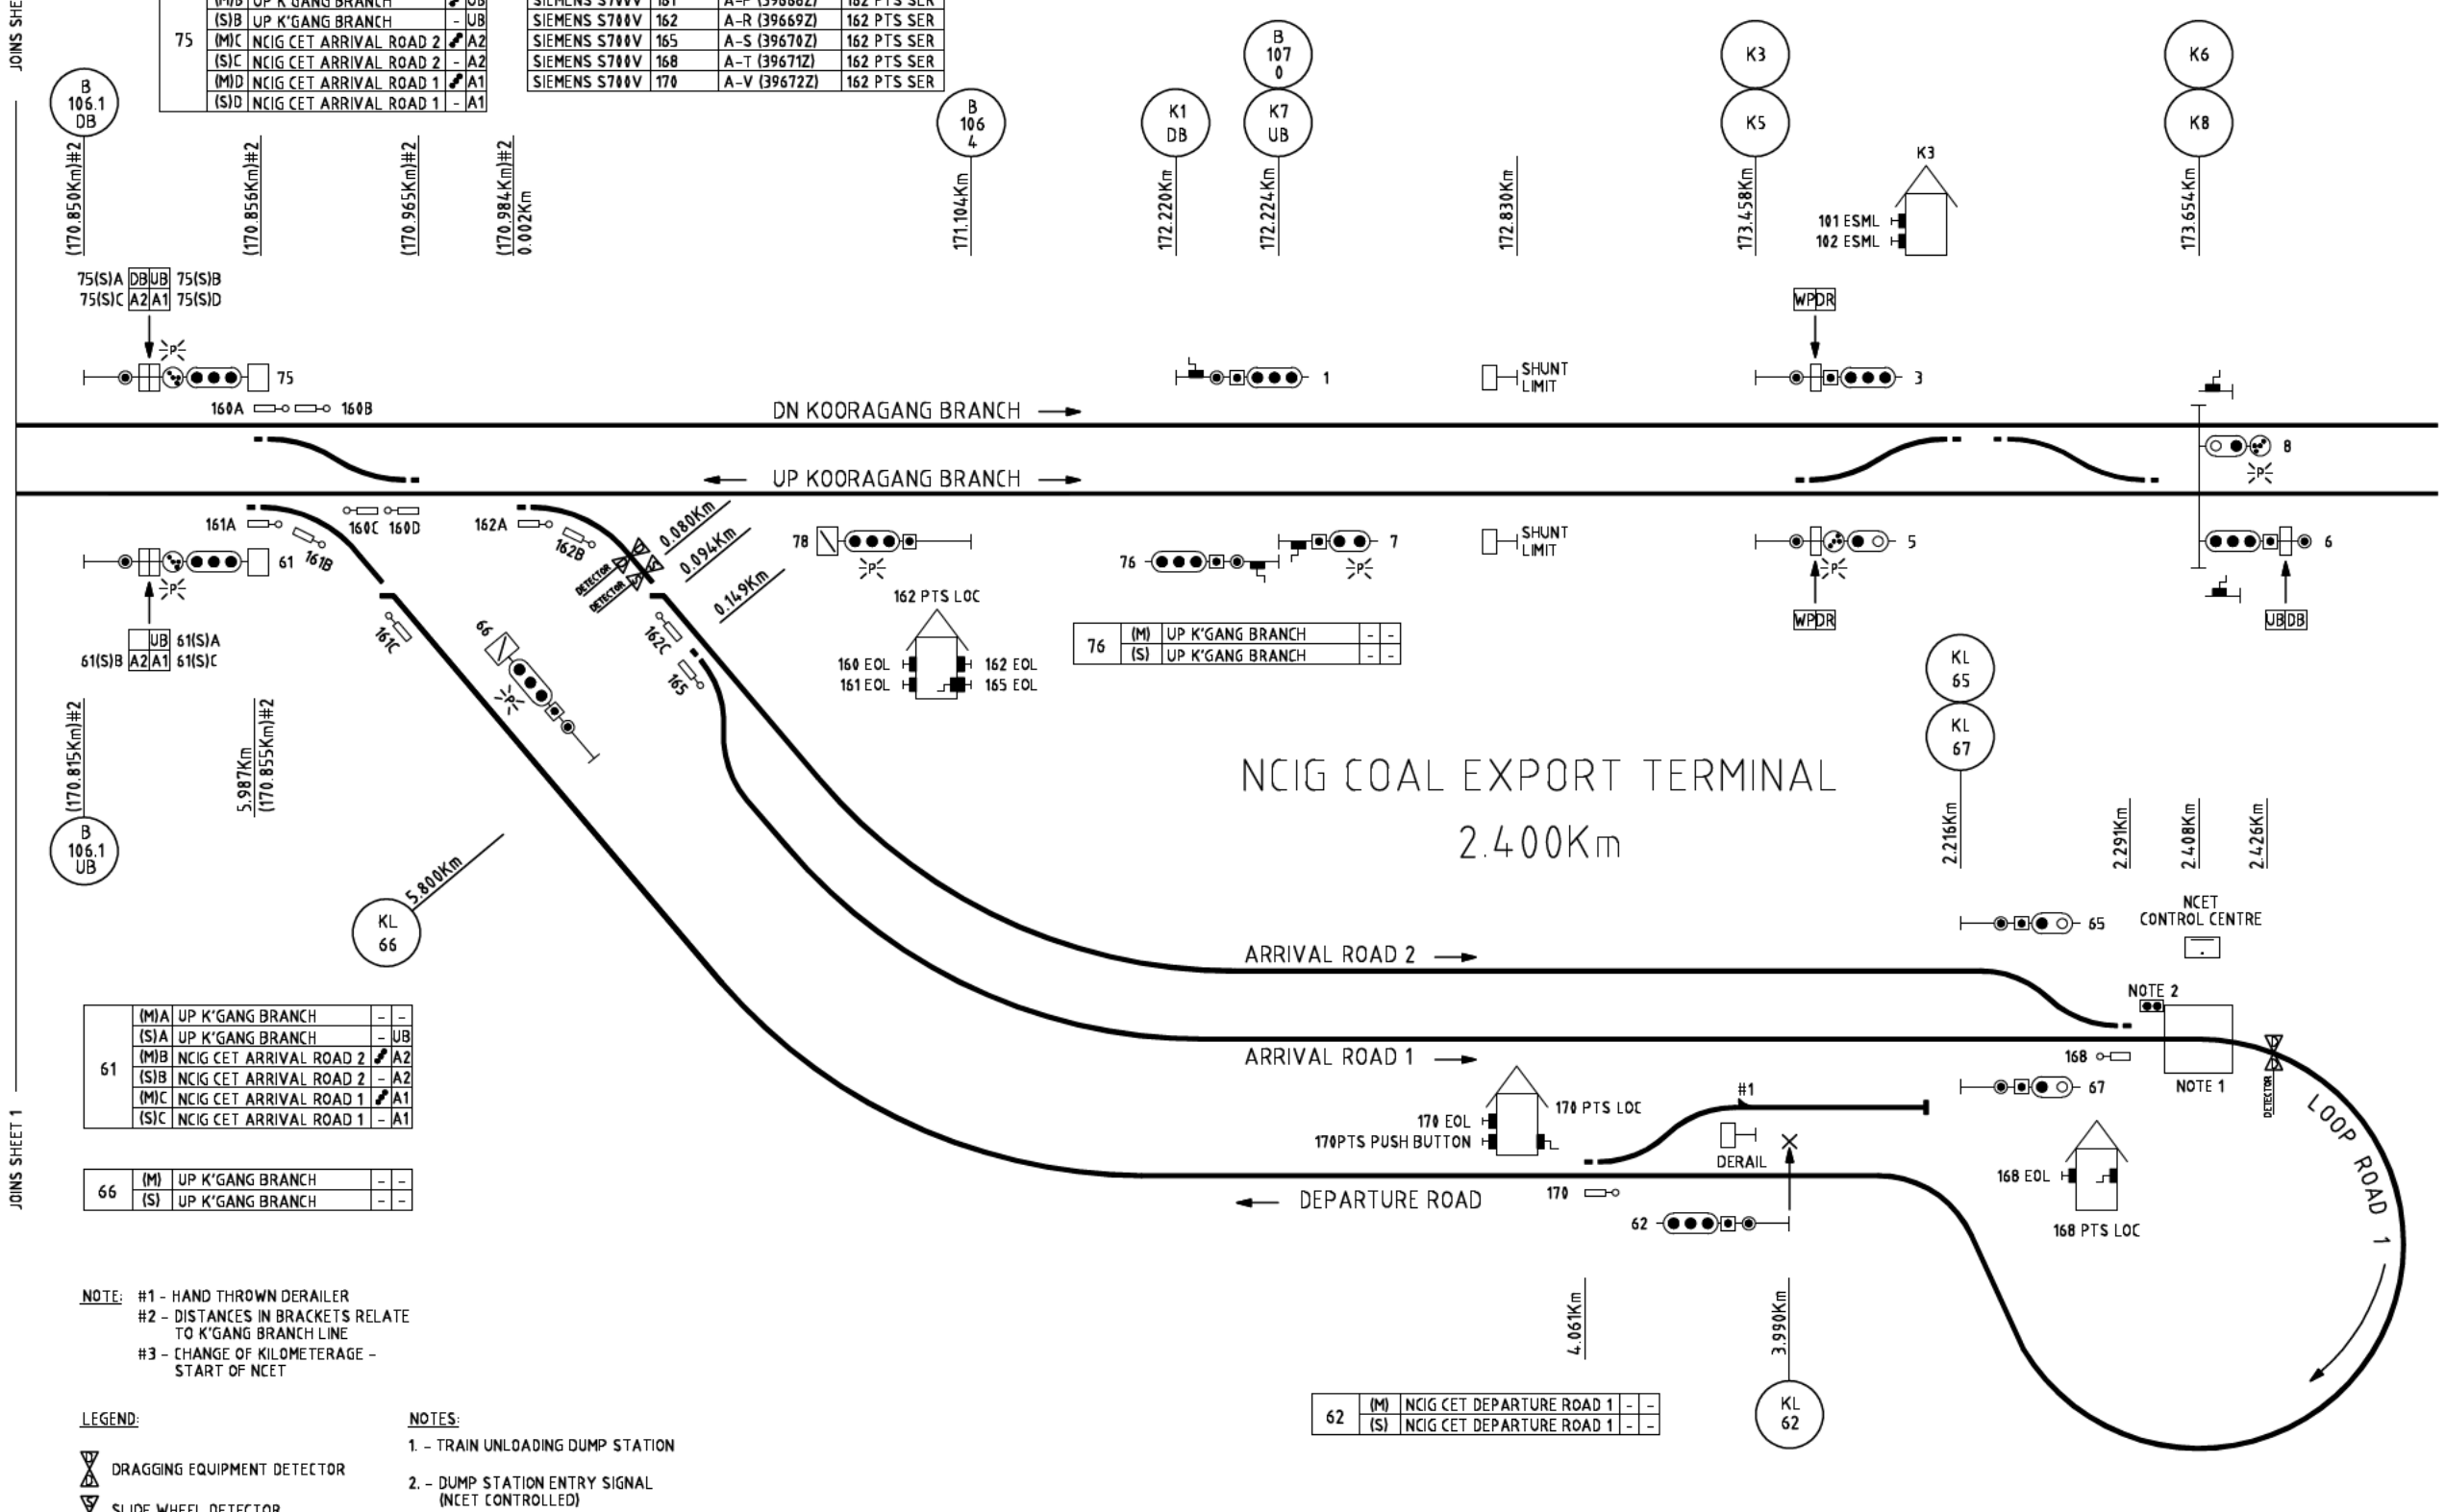 JOINS SHE
75
(M)B UP K'GANG BRANCH UB
(S)B UP K'GANG BRANCH - UB
(M)C NCIG CET ARRIVAL ROAD 2 A2
(S)C NCIG CET ARRIVAL ROAD 2 - A2
(M)D NCIG CET ARRIVAL ROAD 1 A1
(S)D NCIG CET ARRIVAL ROAD 1 - A1
SIEMENS S700V 161 A-P (39668Z) 162 PTS SER
SIEMENS S700V 162 A-R (39669Z) 162 PTS SER
SIEMENS S700V 165 A-S (39670Z) 162 PTS SER
SIEMENS S700V 168 A-T (39671Z) 162 PTS SER
SIEMENS S700V 170 A-V (39672Z) 162 PTS SER
B
106.1
DB
B
106
4
K1
DB
B
107
0
K7
UB
K3
K5
K6
K8
(170.850Km)#2
(170.856Km)#2
(170.965Km)#2
(170.984Km)#2
0.002Km
171.104Km
172.220Km
172.224Km
172.830Km
173.458Km
173.654Km
K3
101 ESML
102 ESML
75(S)A DB UB 75(S)B
75(S)C A2 A1 75(S)D
P
75
160A
160B
1
SHUNT
LIMIT
WP DR
3
DN KOORAGANG BRANCH
8
P
UP KOORAGANG BRANCH
161A
161B
160C 160D
162A
162B
0.080Km
0.094Km
0.149Km
DETECTOR
DETECTOR
78
P
76
7
P
SHUNT
LIMIT
5
P
WP DR
6
UB DB
61
P
UB 61(S)A
61(S)B A2 A1 61(S)C
161C
66
P
162C
165
162 PTS LOC
160 EOL
161 EOL
162 EOL
165 EOL
76
(M) UP K'GANG BRANCH - -
(S) UP K'GANG BRANCH - -
KL
65
KL
67
(170.815Km)#2
5.987Km
(170.855Km)#2
B
106.1
UB
5.800Km
KL
66
NCIG COAL EXPORT TERMINAL
2.400Km
2.216Km
2.291Km
2.408Km
2.426Km
NCET
CONTROL CENTRE
65
ARRIVAL ROAD 2
NOTE 2
ARRIVAL ROAD 1
168
NOTE 1
DETECTOR
67
LOOP ROAD 1
61
(M)A UP K'GANG BRANCH - -
(S)A UP K'GANG BRANCH - UB
(M)B NCIG CET ARRIVAL ROAD 2 A2
(S)B NCIG CET ARRIVAL ROAD 2 - A2
(M)C NCIG CET ARRIVAL ROAD 1 A1
(S)C NCIG CET ARRIVAL ROAD 1 - A1
66
(M) UP K'GANG BRANCH - -
(S) UP K'GANG BRANCH - -
JOINS SHEET 1
170 PTS LOC
170 EOL
170PTS PUSH BUTTON
#1
DERAIL
168 EOL
168 PTS LOC
DEPARTURE ROAD
170
62
4.061Km
3.990Km
KL
62
62
(M) NCIG CET DEPARTURE ROAD 1 - -
(S) NCIG CET DEPARTURE ROAD 1 - -
NOTE: #1 - HAND THROWN DERAILER
#2 - DISTANCES IN BRACKETS RELATE
TO K'GANG BRANCH LINE
#3 - CHANGE OF KILOMETERAGE -
START OF NCET
LEGEND:
D
D
DRAGGING EQUIPMENT DETECTOR
S
SLIDE WHEEL DETECTOR
NOTES:
1. - TRAIN UNLOADING DUMP STATION
2. - DUMP STATION ENTRY SIGNAL
(NCET CONTROLLED)